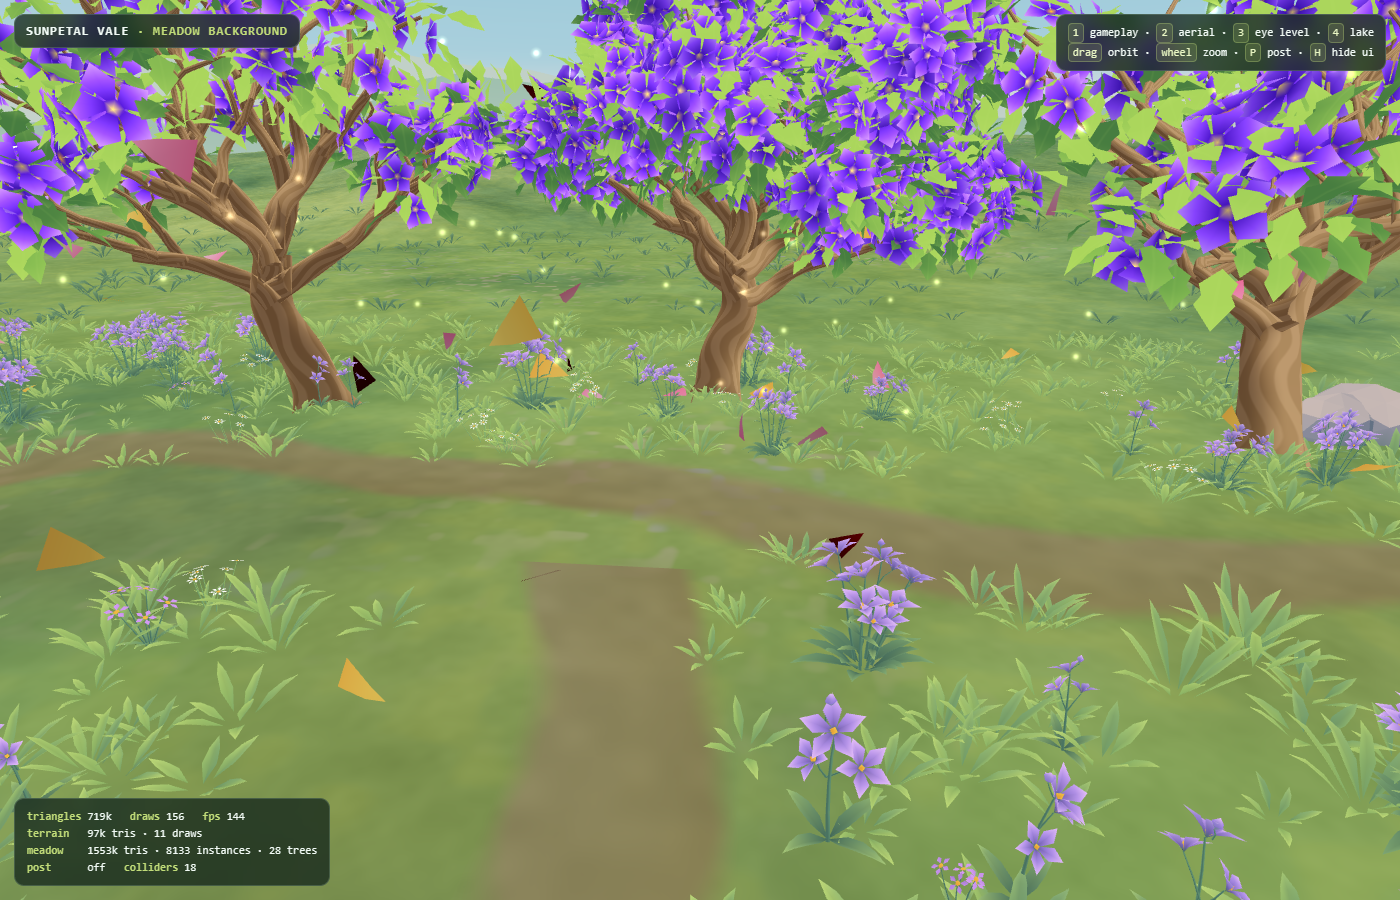 SUNPETAL VALE · MEADOW BACKGROUND
1 gameplay · 2 aerial · 3 eye level · 4 lake
drag orbit · wheel zoom · P post · H hide ui
triangles 719k draws 156 fps 144
terrain 97k tris · 11 draws
meadow 1553k tris · 8133 instances · 28 trees
post off colliders 18